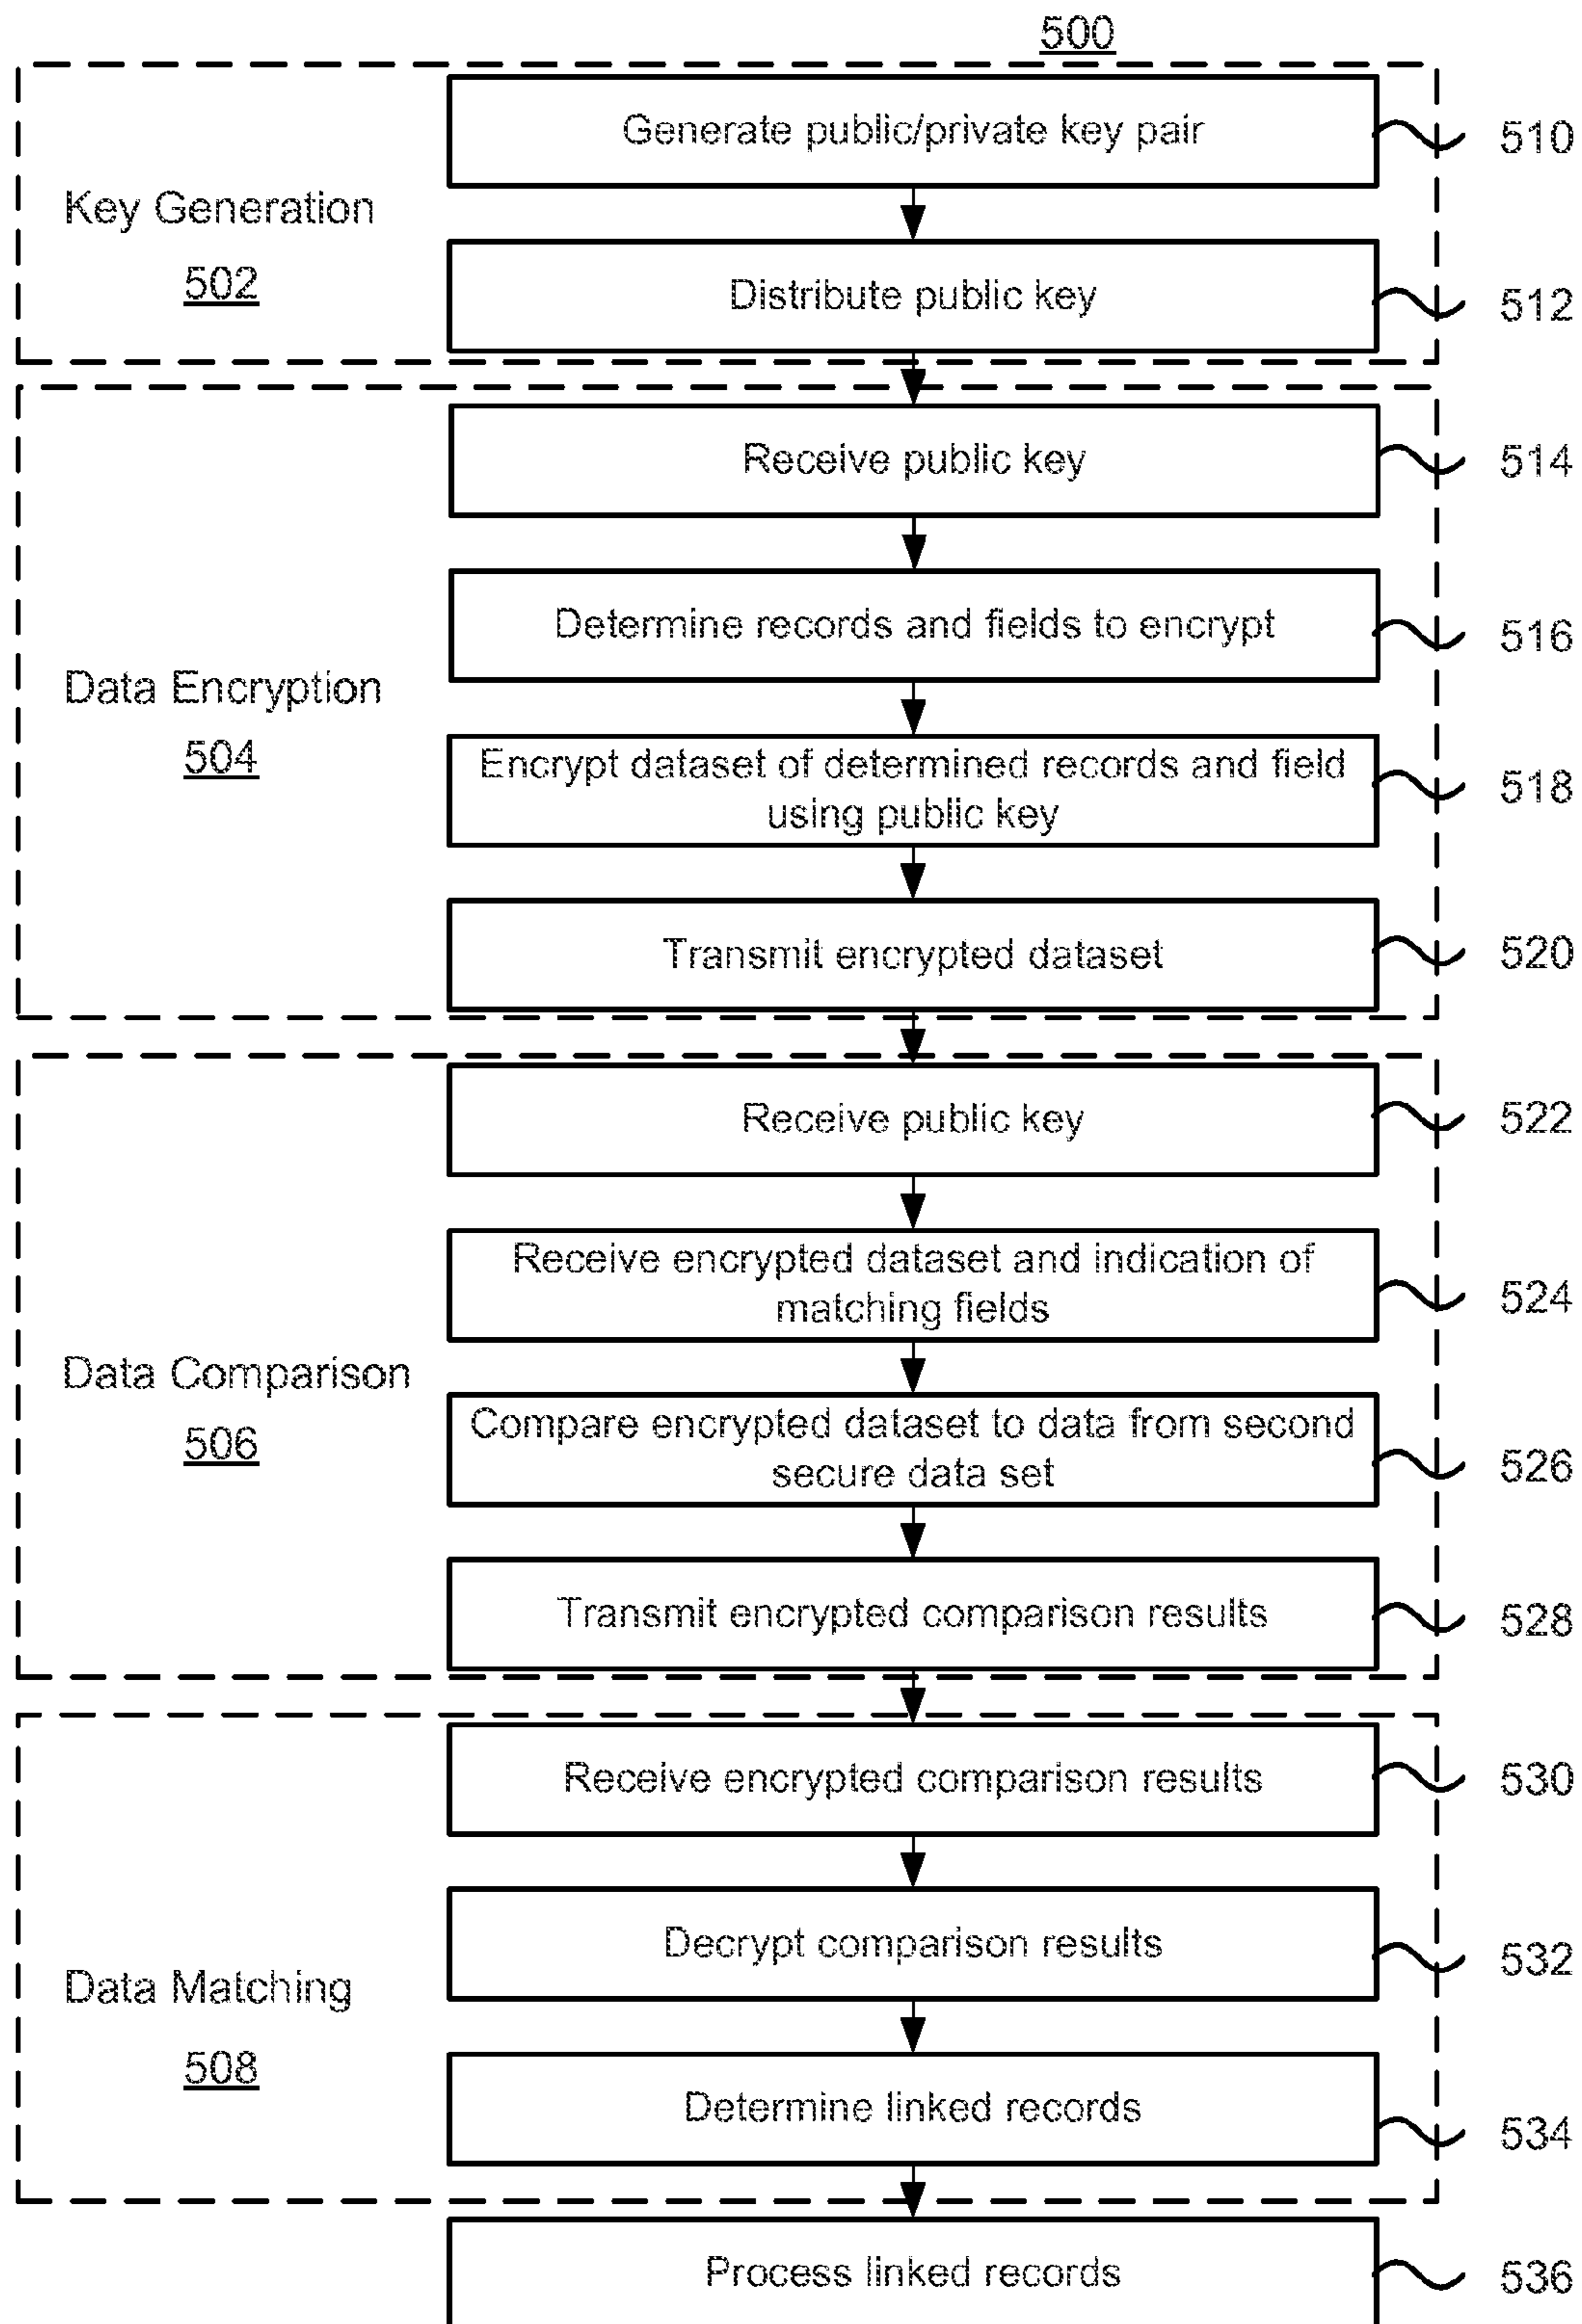 500
Generate public/private key pair
510
Key Generation
502
Distribute public key
512
Receive public key
514
Determine records and fields to encrypt
516
Data Encryption
504
Encrypt dataset of determined records and field
using public key
518
Transmit encrypted dataset
520
Receive public key
522
Receive encrypted dataset and indication of
matching fields
524
Data Comparison
506
Compare encrypted dataset to data from second
secure data set
526
Transmit encrypted comparison results
528
Receive encrypted comparison results
530
Decrypt comparison results
532
Data Matching
508
Determine linked records
534
Process linked records
536